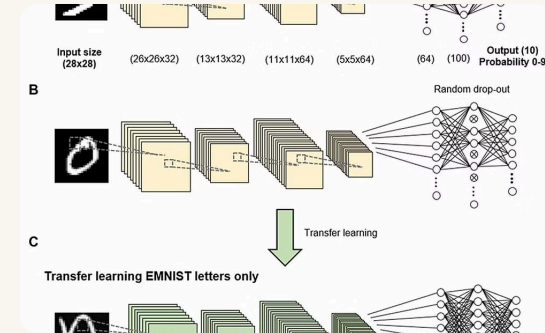 Input size
(28x28)
(26x26x32)
(13x13x32)
(11x11x64)
(5x5x64)
(64)
(100)
Output (10)
Probability 0-9
B
Random drop-out
Transfer learning
C
Transfer learning EMNIST letters only